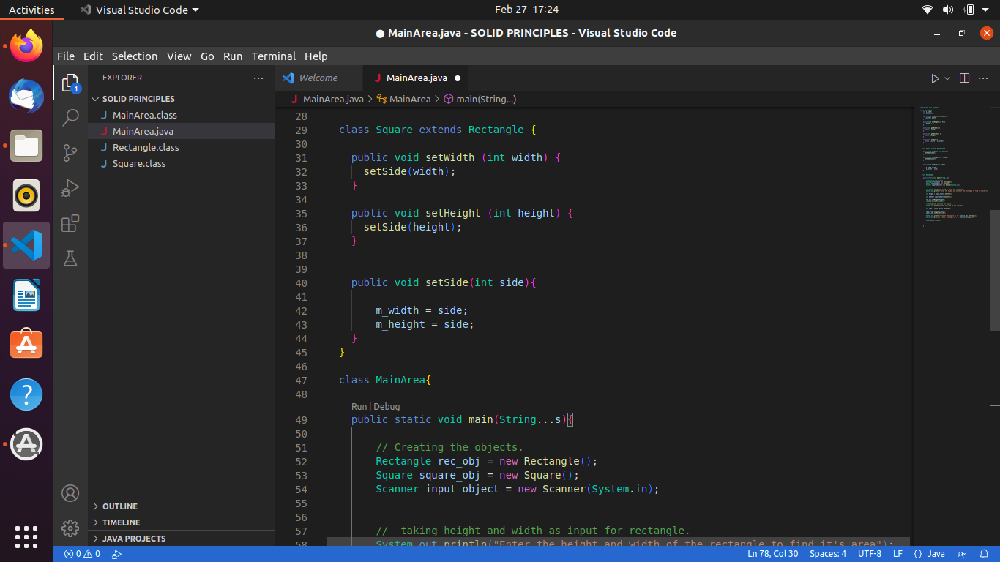 Activities Visual Studio Code Feb 27 17:24
● MainArea.java - SOLID PRINCIPLES - Visual Studio Code
File Edit Selection View Go Run Terminal Help
EXPLORER
SOLID PRINCIPLES
MainArea.class
MainArea.java
Rectangle.class
Square.class
OUTLINE
TIMELINE
JAVA PROJECTS
1
Welcome
MainArea.java ●
MainArea.java > MainArea > main(String...)
28
29 class Square extends Rectangle {
30
31 public void setWidth (int width) {
32 setSide(width);
33 }
34
35 public void setHeight (int height) {
36 setSide(height);
37 }
38
39
40 public void setSide(int side){
41
42 m_width = side;
43 m_height = side;
44 }
45 }
46
47 class MainArea{
48
Run | Debug
49 public static void main(String...s){
50
51 // Creating the objects.
52 Rectangle rec_obj = new Rectangle();
53 Square square_obj = new Square();
54 Scanner input_object = new Scanner(System.in);
55
56
57 // taking height and width as input for rectangle.
58 System.out.println("Enter the height and width of the rectangle to find it's area");
0 0 Ln 78, Col 30 Spaces: 4 UTF-8 LF {} Java